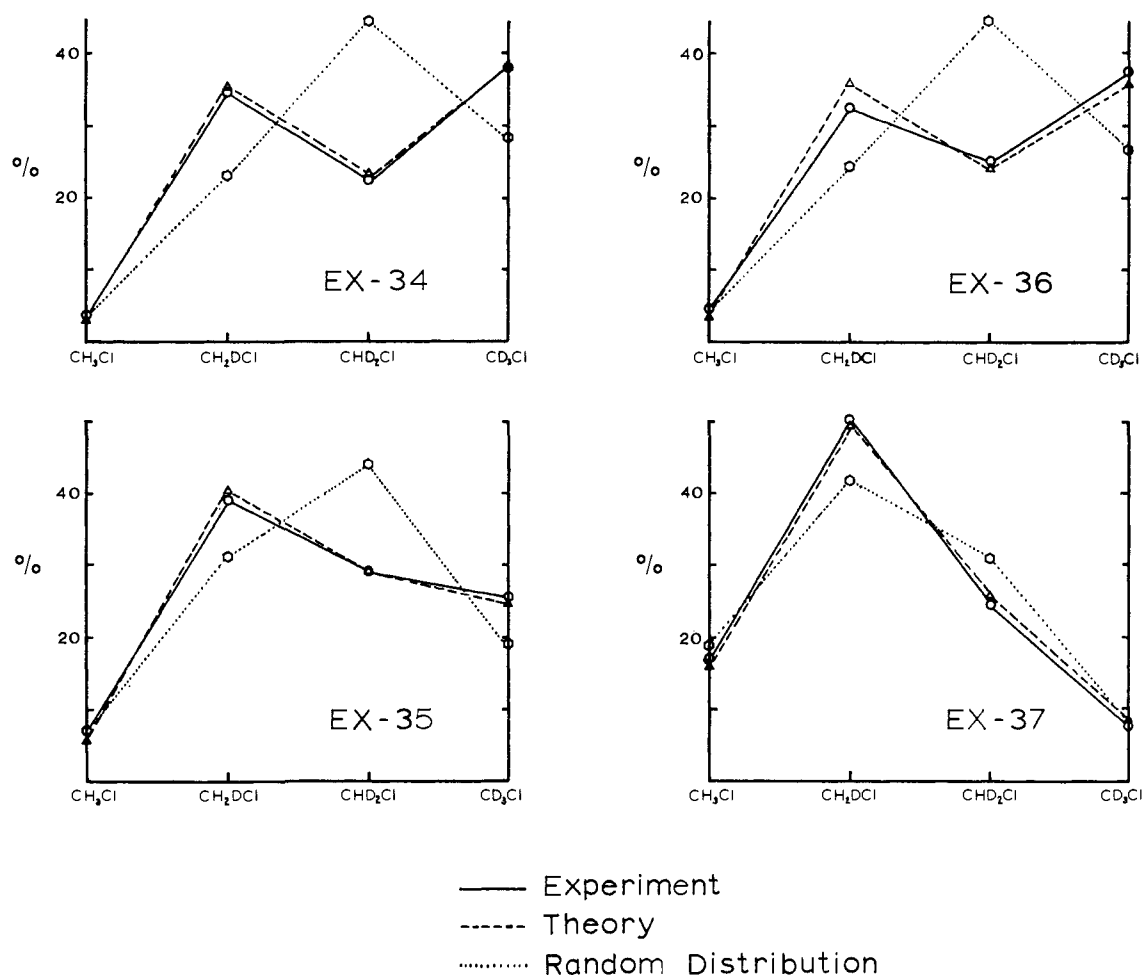 40
%
20
EX-34
CH₃Cl CH₂DCl CHD₂Cl CD₃Cl
40
%
20
EX-36
CH₃Cl CH₂DCl CHD₂Cl CD₃Cl
40
%
20
EX-35
CH₃Cl CH₂DCl CHD₂Cl CD₃Cl
40
%
20
EX-37
CH₃Cl CH₂DCl CHD₂Cl CD₃Cl
Experiment
Theory
Random Distribution